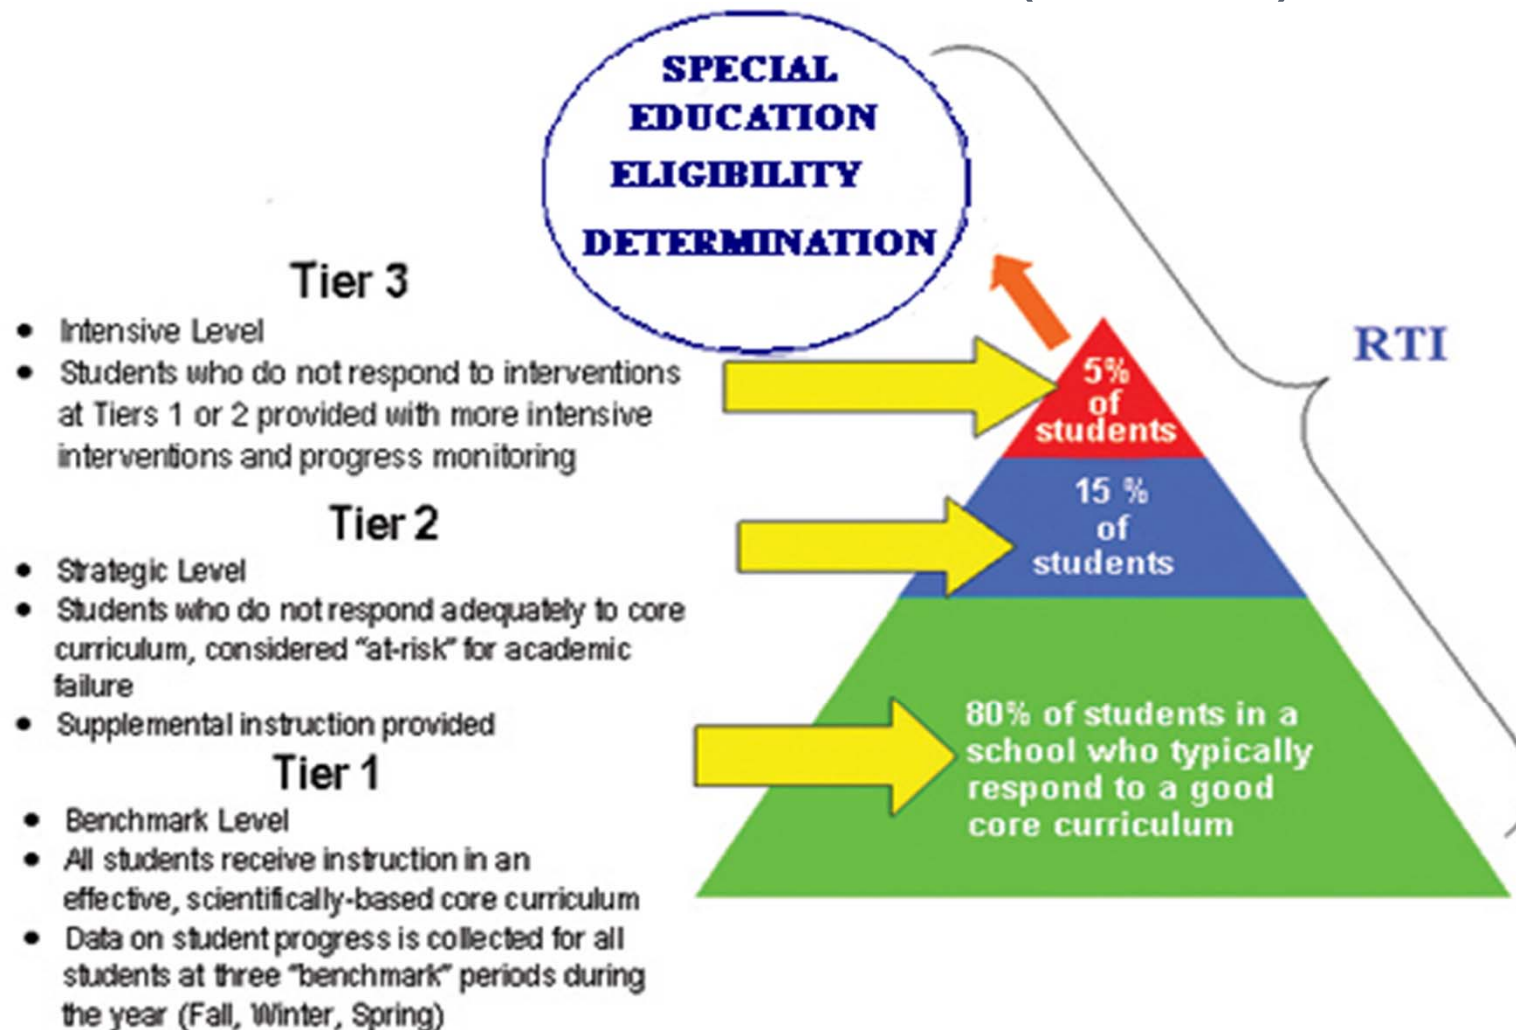 SPECIAL
EDUCATION
ELIGIBILITY
DETERMINATION
Tier 3
• Intensive Level
• Students who do not respond to interventions
at Tiers 1 or 2 provided with more intensive
interventions and progress monitoring
Tier 2
• Strategic Level
• Students who do not respond adequately to core
curriculum, considered “at-risk” for academic
failure
• Supplemental instruction provided
Tier 1
• Benchmark Level
• All students receive instruction in an
effective, scientifically-based core curriculum
• Data on student progress is collected for all
students at three “benchmark” periods during
the year (Fall, Winter, Spring)
RTI
5%
of
students
15 %
of
students
80% of students in a
school who typically
respond to a good
core curriculum